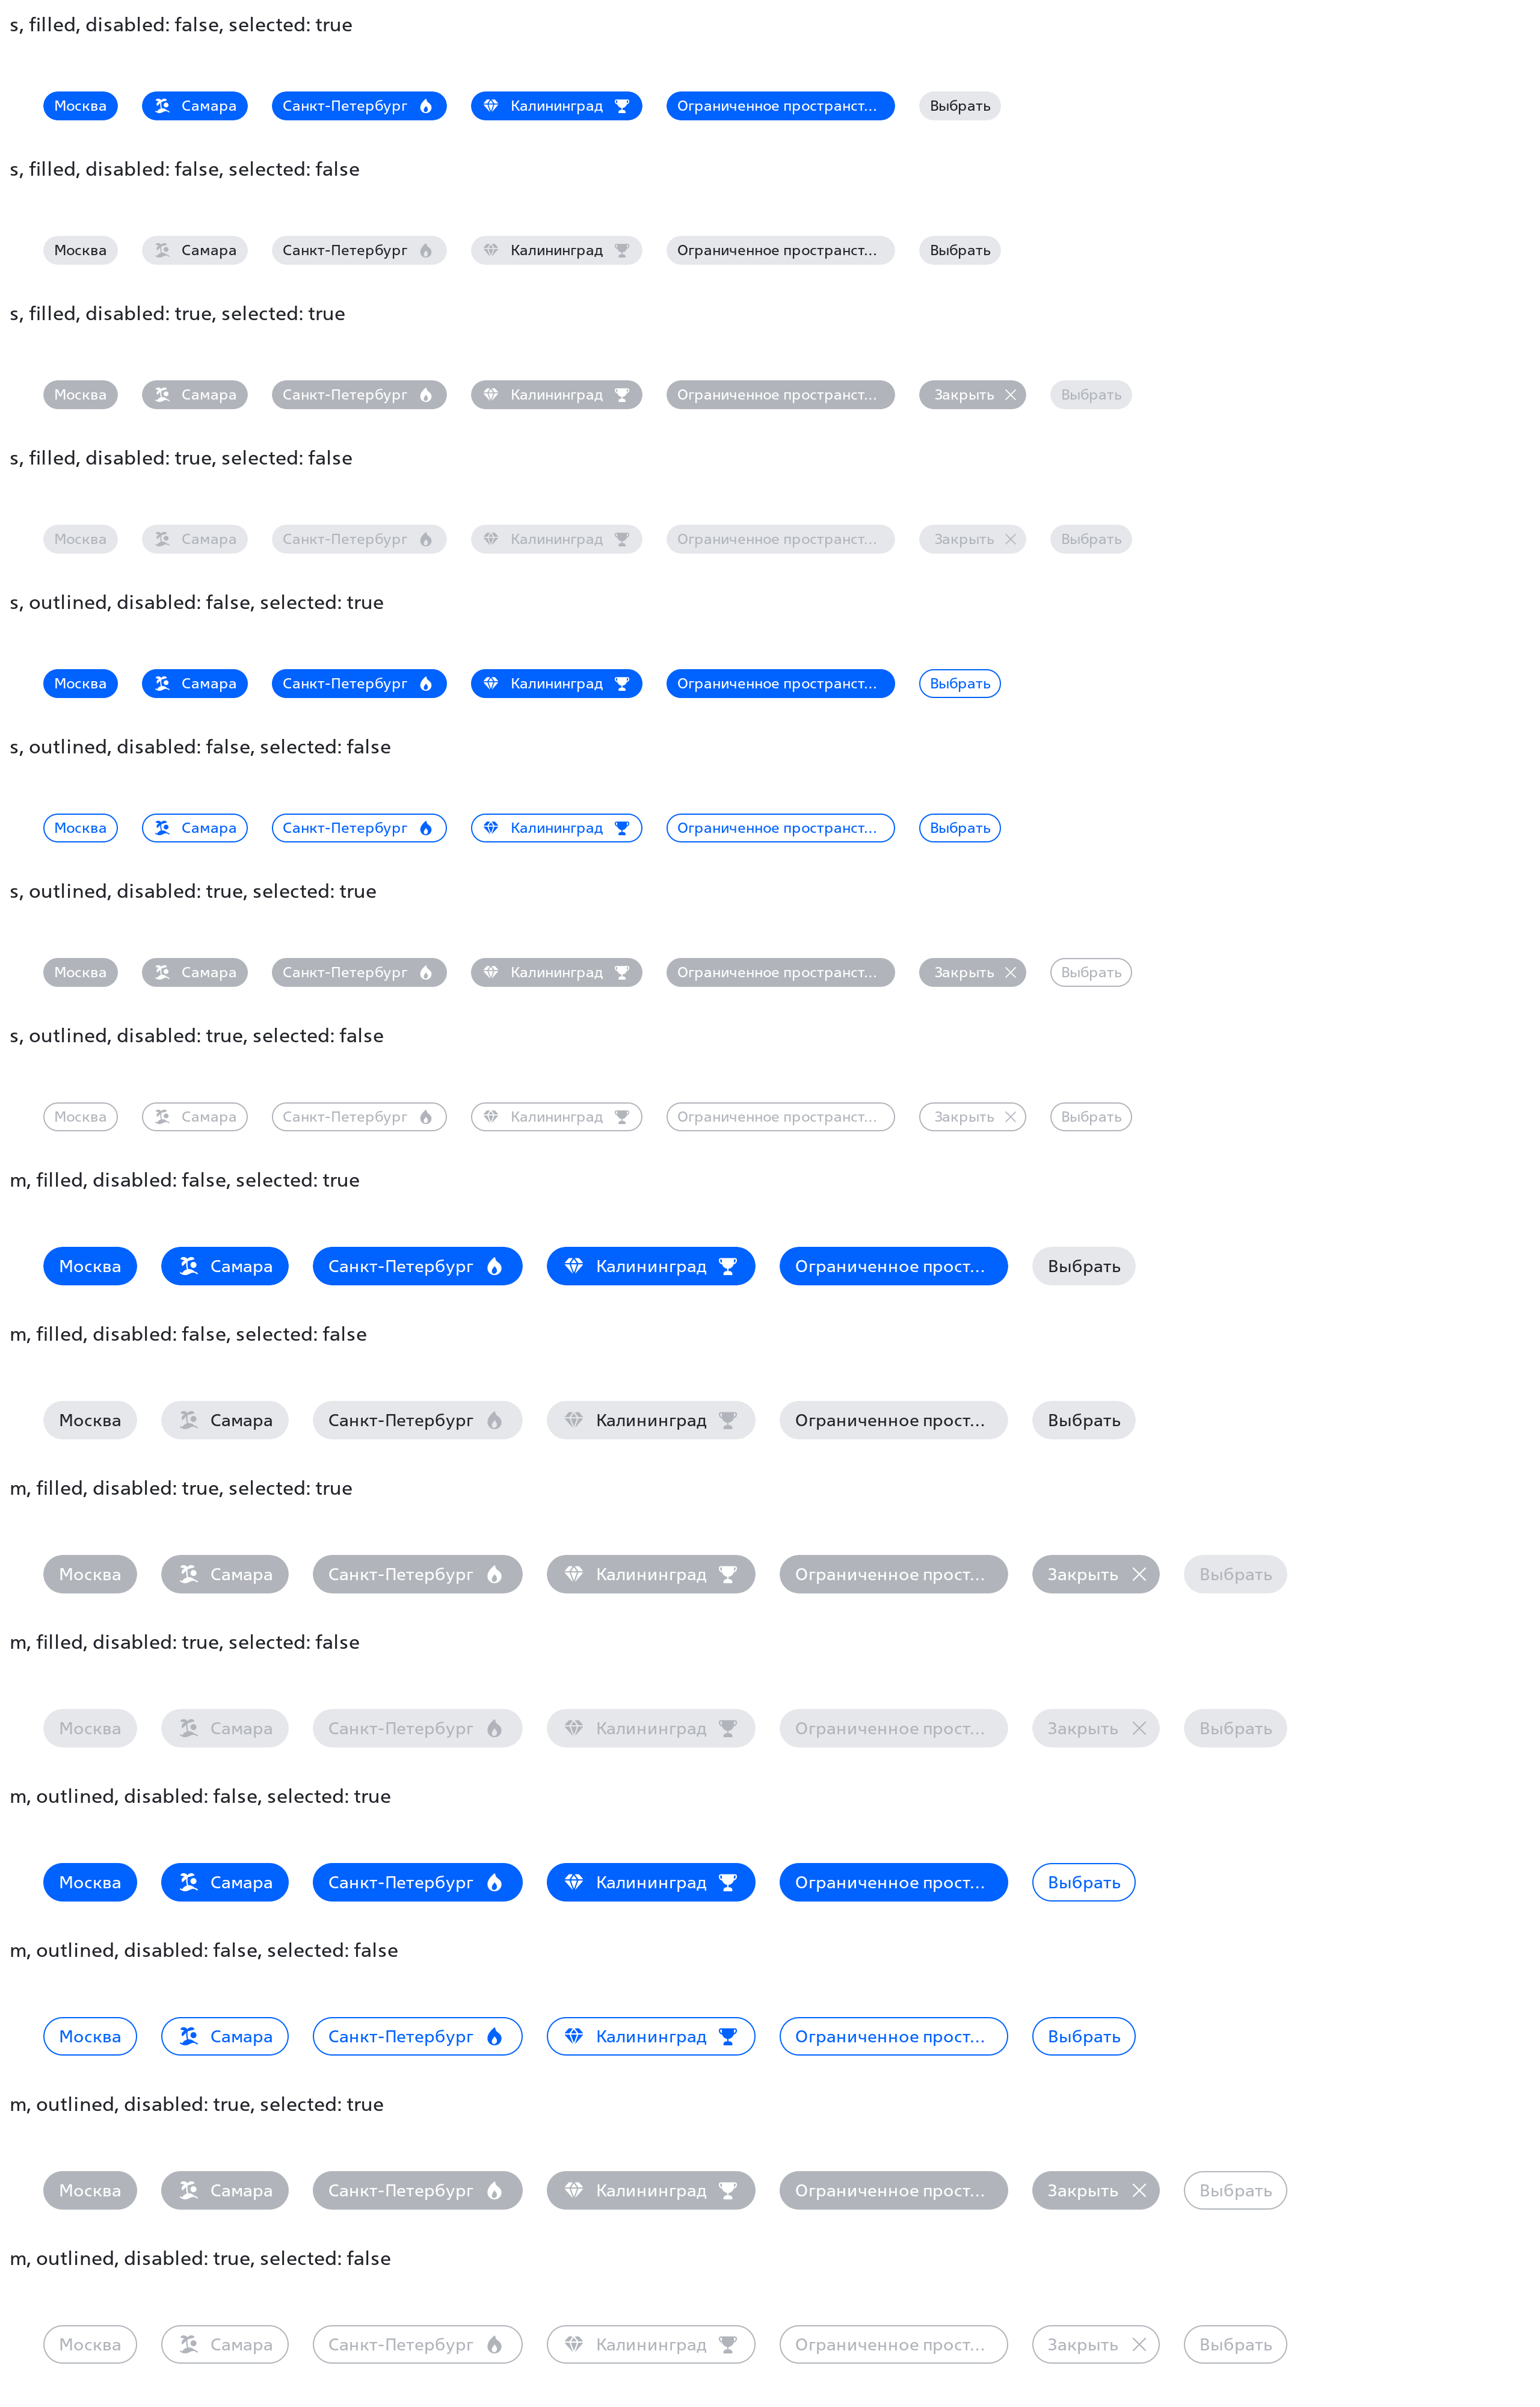 s, filled, disabled: false, selected: true
Москва Самара Санкт-Петербург Калининград Ограниченное пространст... Выбрать
s, filled, disabled: false, selected: false
Москва Самара Санкт-Петербург Калининград Ограниченное пространст... Выбрать
s, filled, disabled: true, selected: true
Москва Самара Санкт-Петербург Калининград Ограниченное пространст... Закрыть Выбрать
s, filled, disabled: true, selected: false
Москва Самара Санкт-Петербург Калининград Ограниченное пространст... Закрыть Выбрать
s, outlined, disabled: false, selected: true
Москва Самара Санкт-Петербург Калининград Ограниченное пространст... Выбрать
s, outlined, disabled: false, selected: false
Москва Самара Санкт-Петербург Калининград Ограниченное пространст... Выбрать
s, outlined, disabled: true, selected: true
Москва Самара Санкт-Петербург Калининград Ограниченное пространст... Закрыть Выбрать
s, outlined, disabled: true, selected: false
Москва Самара Санкт-Петербург Калининград Ограниченное пространст... Закрыть Выбрать
m, filled, disabled: false, selected: true
Москва Самара Санкт-Петербург Калининград Ограниченное прост... Выбрать
m, filled, disabled: false, selected: false
Москва Самара Санкт-Петербург Калининград Ограниченное прост... Выбрать
m, filled, disabled: true, selected: true
Москва Самара Санкт-Петербург Калининград Ограниченное прост... Закрыть Выбрать
m, filled, disabled: true, selected: false
Москва Самара Санкт-Петербург Калининград Ограниченное прост... Закрыть Выбрать
m, outlined, disabled: false, selected: true
Москва Самара Санкт-Петербург Калининград Ограниченное прост... Выбрать
m, outlined, disabled: false, selected: false
Москва Самара Санкт-Петербург Калининград Ограниченное прост... Выбрать
m, outlined, disabled: true, selected: true
Москва Самара Санкт-Петербург Калининград Ограниченное прост... Закрыть Выбрать
m, outlined, disabled: true, selected: false
Москва Самара Санкт-Петербург Калининград Ограниченное прост... Закрыть Выбрать